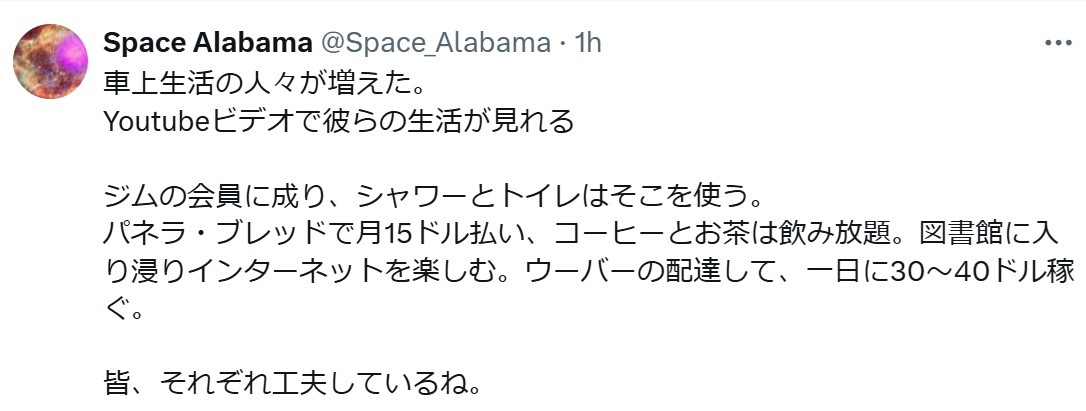 Space Alabama @Space_Alabama · 1h
車上生活の人々が増えた。
Youtubeビデオで彼らの生活が見れる
ジムの会員に成り、シャワーとトイレはそこを使う。
パネラ・ブレッドで月15ドル払い、コーヒーとお茶は飲み放題。図書館に入
り浸りインターネットを楽しむ。ウーバーの配達して、一日に30〜40ドル稼
ぐ。
皆、それぞれ工夫しているね。